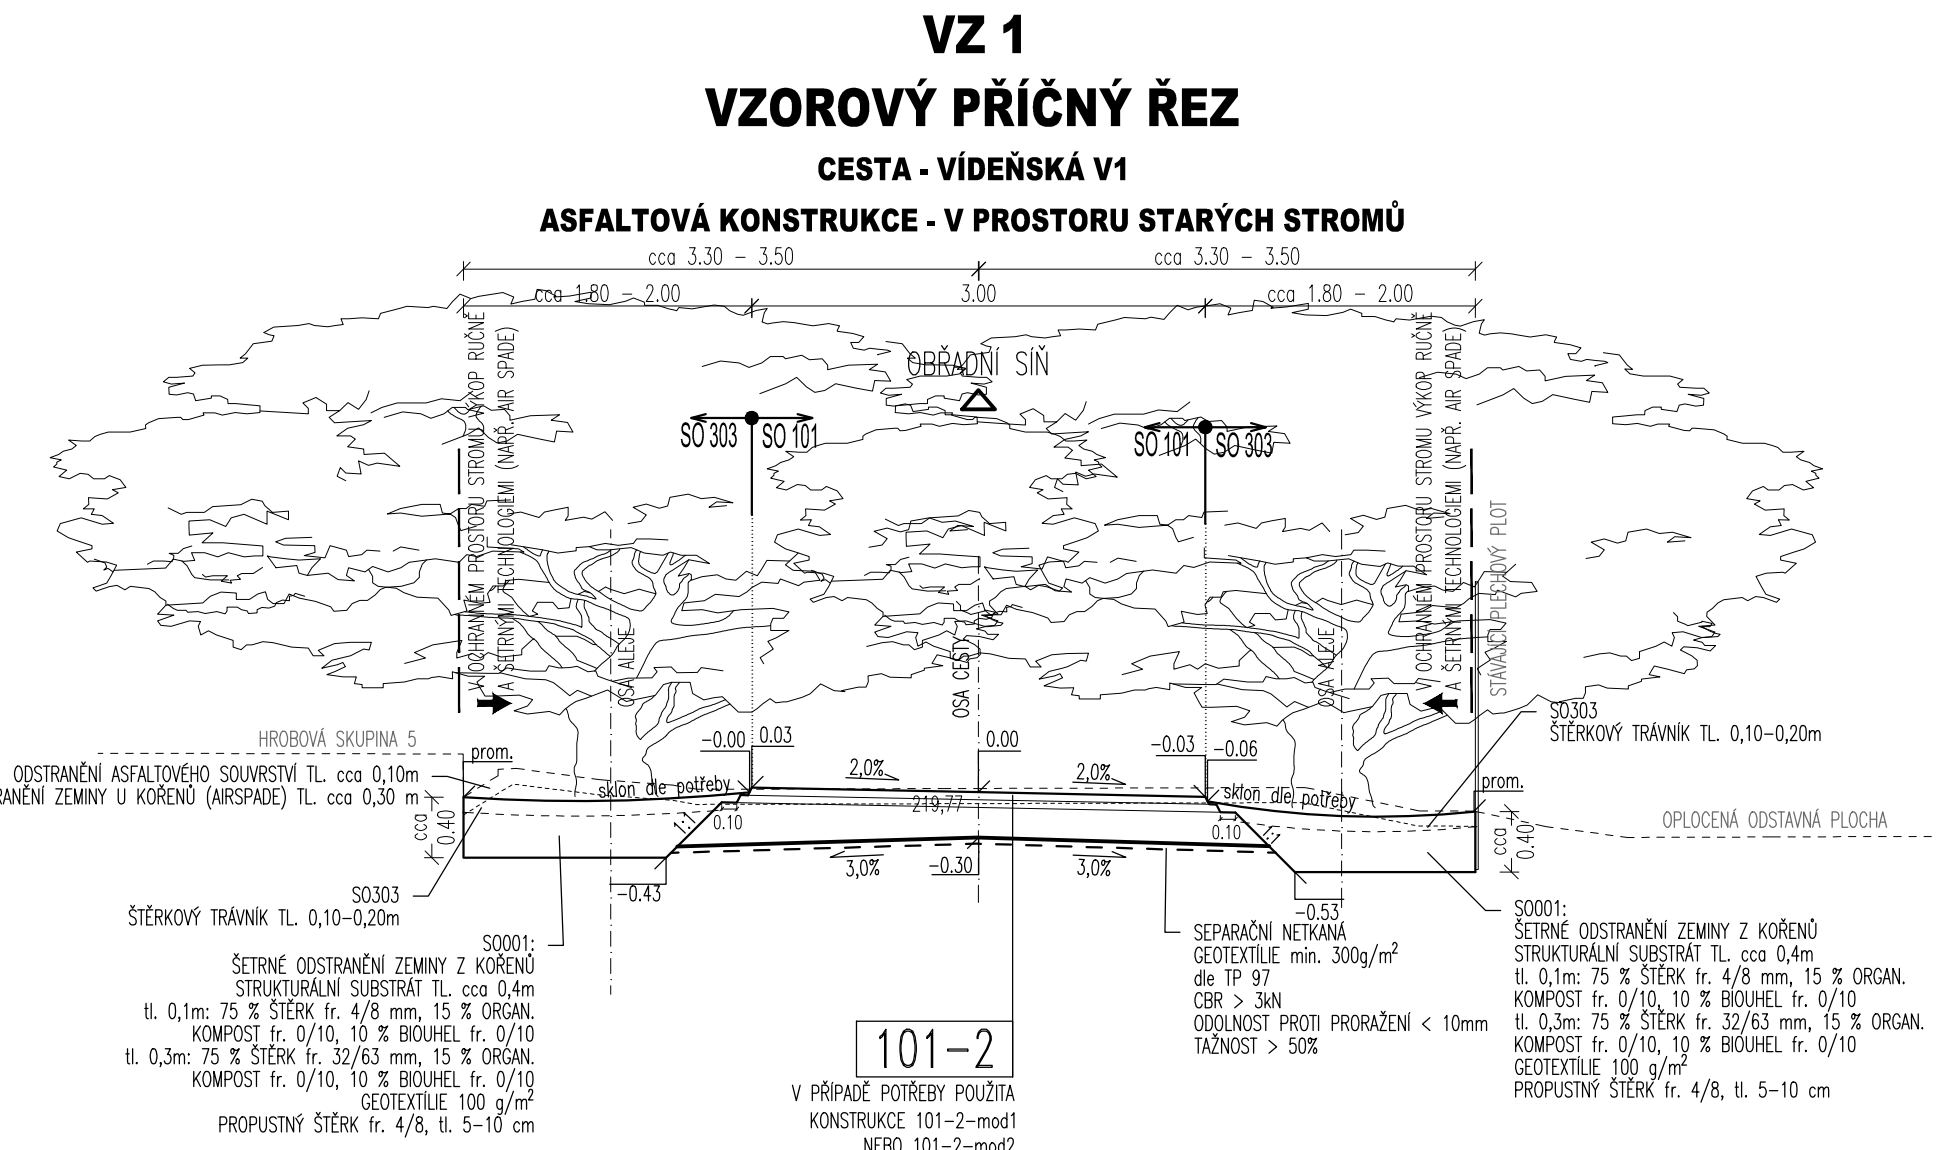 VZ 1
VZOROVÝ PŘÍČNÝ ŘEZ
CESTA - VÍDEŇSKÁ V1
ASFALTOVÁ KONSTRUKCE - V PROSTORU STARÝCH STROMŮ
cca 3.30 – 3.50
cca 3.30 – 3.50
cca 1.80 – 2.00
3.00
cca 1.80 – 2.00
V OCHRANÉM PROSTORU STROMU VÝKOP RUČNĚ
A ŠETRNÝMI TECHNOLOGIEMI (NAPŘ. AIR SPADE)
OBŘADNÍ SÍŇ
SO 303
SO 101
SO 101
SO 303
V OCHRANÉM PROSTORU STROMU VÝKOP RUČNĚ
A ŠETRNÝMI TECHNOLOGIEMI (NAPŘ. AIR SPADE)
STÁVAJÍCÍ PLECHOVÝ PLOT
OSA ALEJE
OSA CESTY
OSA ALEJE
HROBOVÁ SKUPINA 5
prom.
-0.00
0.03
0.00
-0.03
-0.06
SO303
ŠTĚRKOVÝ TRÁVNÍK TL. 0,10-0,20m
ODSTRANĚNÍ ASFALTOVÉHO SOUVRSTVÍ TL. cca 0,10m
ZEMINY U KOŘENŮ (AIRSPADE) TL. cca 0,30 m
sklon dle potřeby
2,0%
2,0%
sklon dle potřeby
prom.
219,77
cca
0.40
1:1
0.10
0.10
1:1
cca
0.40
OPLOCENÁ ODSTAVNÁ PLOCHA
3,0%
-0.30
3,0%
-0.43
-0.53
SO303
ŠTĚRKOVÝ TRÁVNÍK TL. 0,10-0,20m
SO001:
ŠETRNÉ ODSTRANĚNÍ ZEMINY Z KOŘENŮ
STRUKTURÁLNÍ SUBSTRÁT TL. cca 0,4m
tl. 0,1m: 75 % ŠTĚRK fr. 4/8 mm, 15 % ORGAN.
KOMPOST fr. 0/10, 10 % BIOUHEL fr. 0/10
tl. 0,3m: 75 % ŠTĚRK fr. 32/63 mm, 15 % ORGAN.
KOMPOST fr. 0/10, 10 % BIOUHEL fr. 0/10
GEOTEXTÍLIE 100 g/m²
PROPUSTNÝ ŠTĚRK fr. 4/8, tl. 5-10 cm
101-2
V PŘÍPADĚ POTŘEBY POUŽITA
KONSTRUKCE 101-2-mod1
NEBO 101-2-mod2
SEPARAČNÍ NETKANÁ
GEOTEXTÍLIE min. 300g/m²
dle TP 97
CBR > 3kN
ODOLNOST PROTI PRORAŽENÍ < 10mm
TAŽNOST > 50%
SO001:
ŠETRNÉ ODSTRANĚNÍ ZEMINY Z KOŘENŮ
STRUKTURÁLNÍ SUBSTRÁT TL. cca 0,4m
tl. 0,1m: 75 % ŠTĚRK fr. 4/8 mm, 15 % ORGAN.
KOMPOST fr. 0/10, 10 % BIOUHEL fr. 0/10
tl. 0,3m: 75 % ŠTĚRK fr. 32/63 mm, 15 % ORGAN.
KOMPOST fr. 0/10, 10 % BIOUHEL fr. 0/10
GEOTEXTÍLIE 100 g/m²
PROPUSTNÝ ŠTĚRK fr. 4/8, tl. 5-10 cm